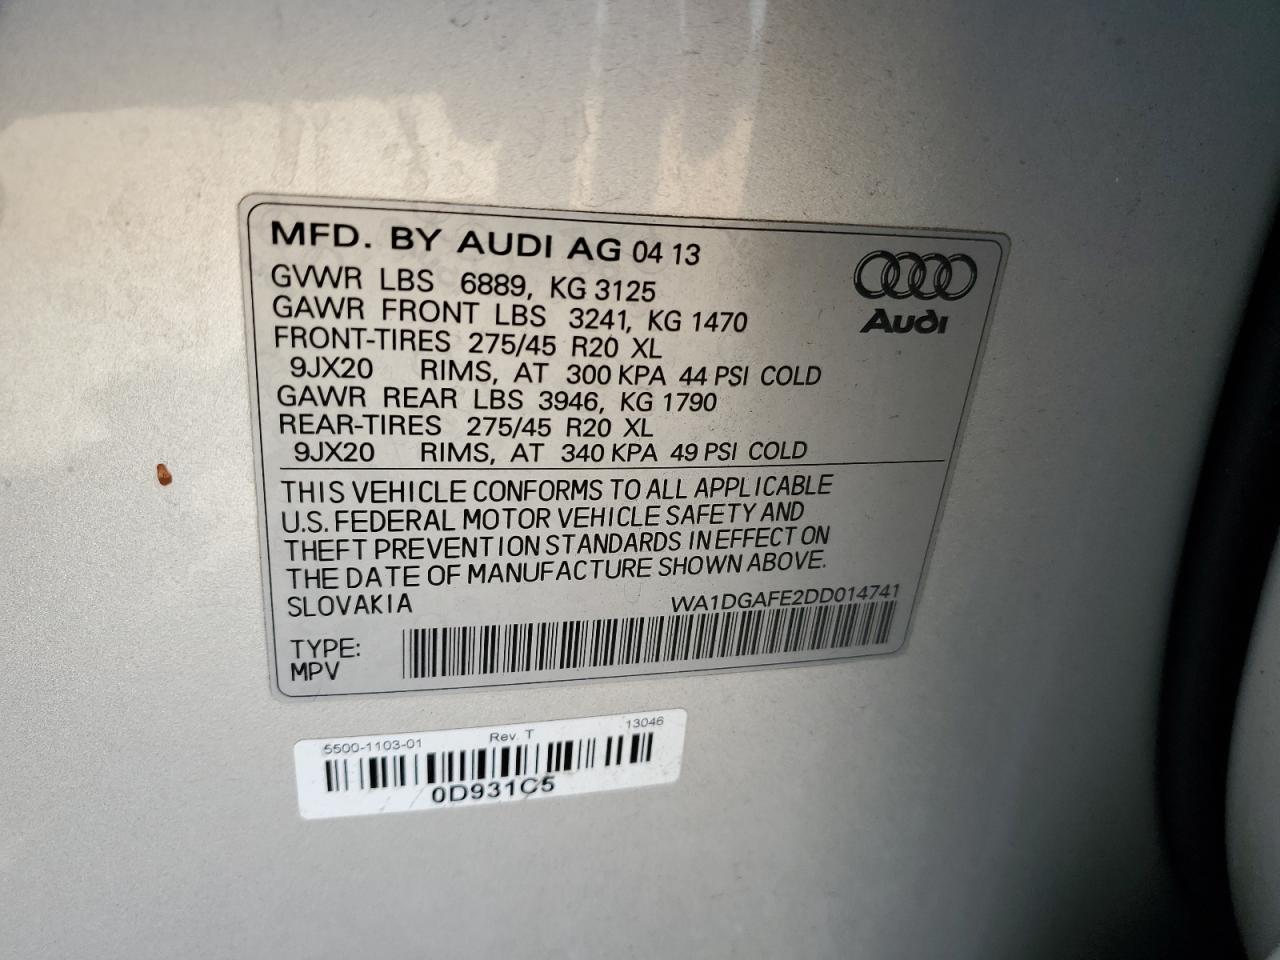 MFD. BY AUDI AG 04 13
GVWR LBS 6889, KG 3125
GAWR FRONT LBS 3241, KG 1470
FRONT-TIRES 275/45 R20 XL
9JX20 RIMS, AT 300 KPA 44 PSI COLD
GAWR REAR LBS 3946, KG 1790
REAR-TIRES 275/45 R20 XL
9JX20 RIMS, AT 340 KPA 49 PSI COLD
Audi
THIS VEHICLE CONFORMS TO ALL APPLICABLE
U.S. FEDERAL MOTOR VEHICLE SAFETY AND
THEFT PREVENTION STANDARDS IN EFFECT ON
THE DATE OF MANUFACTURE SHOWN ABOVE.
SLOVAKIA WA1DGAFE2DD014741
TYPE:
MPV
5500-1103-01 Rev. T 13046
0D931C5